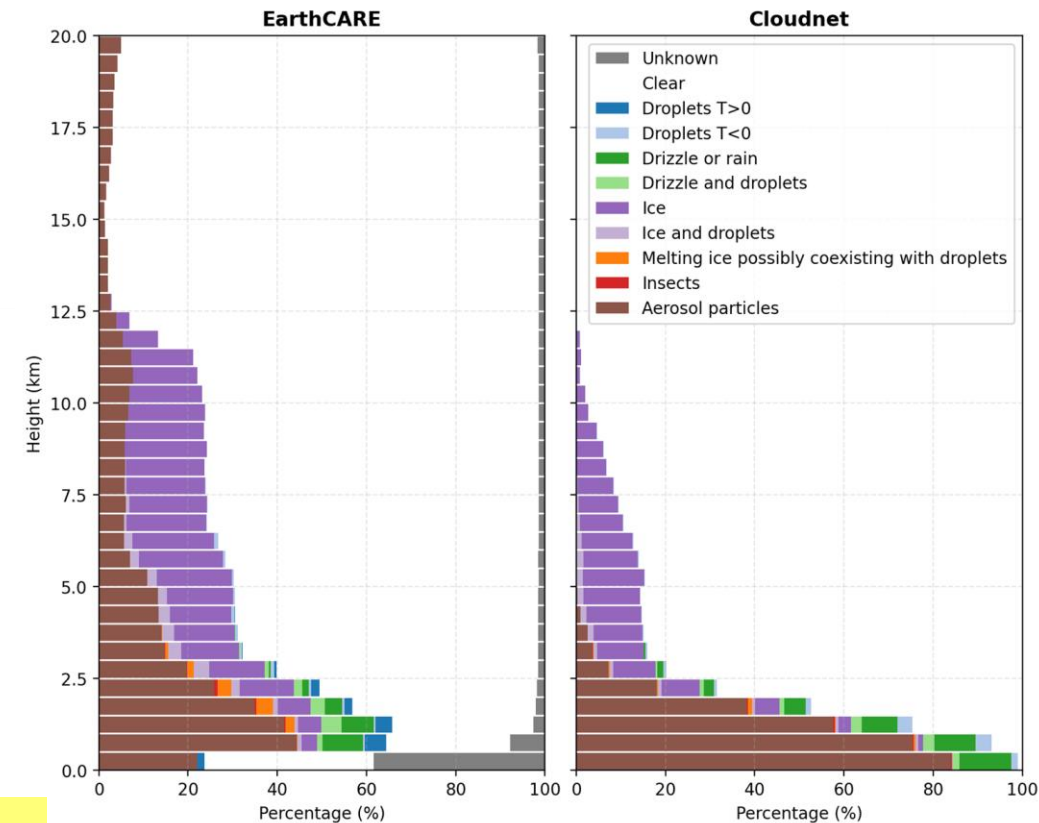 EarthCARE
Cloudnet
20.0
17.5
15.0
12.5
10.0
7.5
5.0
2.5
0.0
Height (km)
0
20
40
60
80
100
0
20
40
60
80
100
Percentage (%)
Percentage (%)
Unknown
Clear
Droplets T>0
Droplets T<0
Drizzle or rain
Drizzle and droplets
Ice
Ice and droplets
Melting ice possibly coexisting with droplets
Insects
Aerosol particles